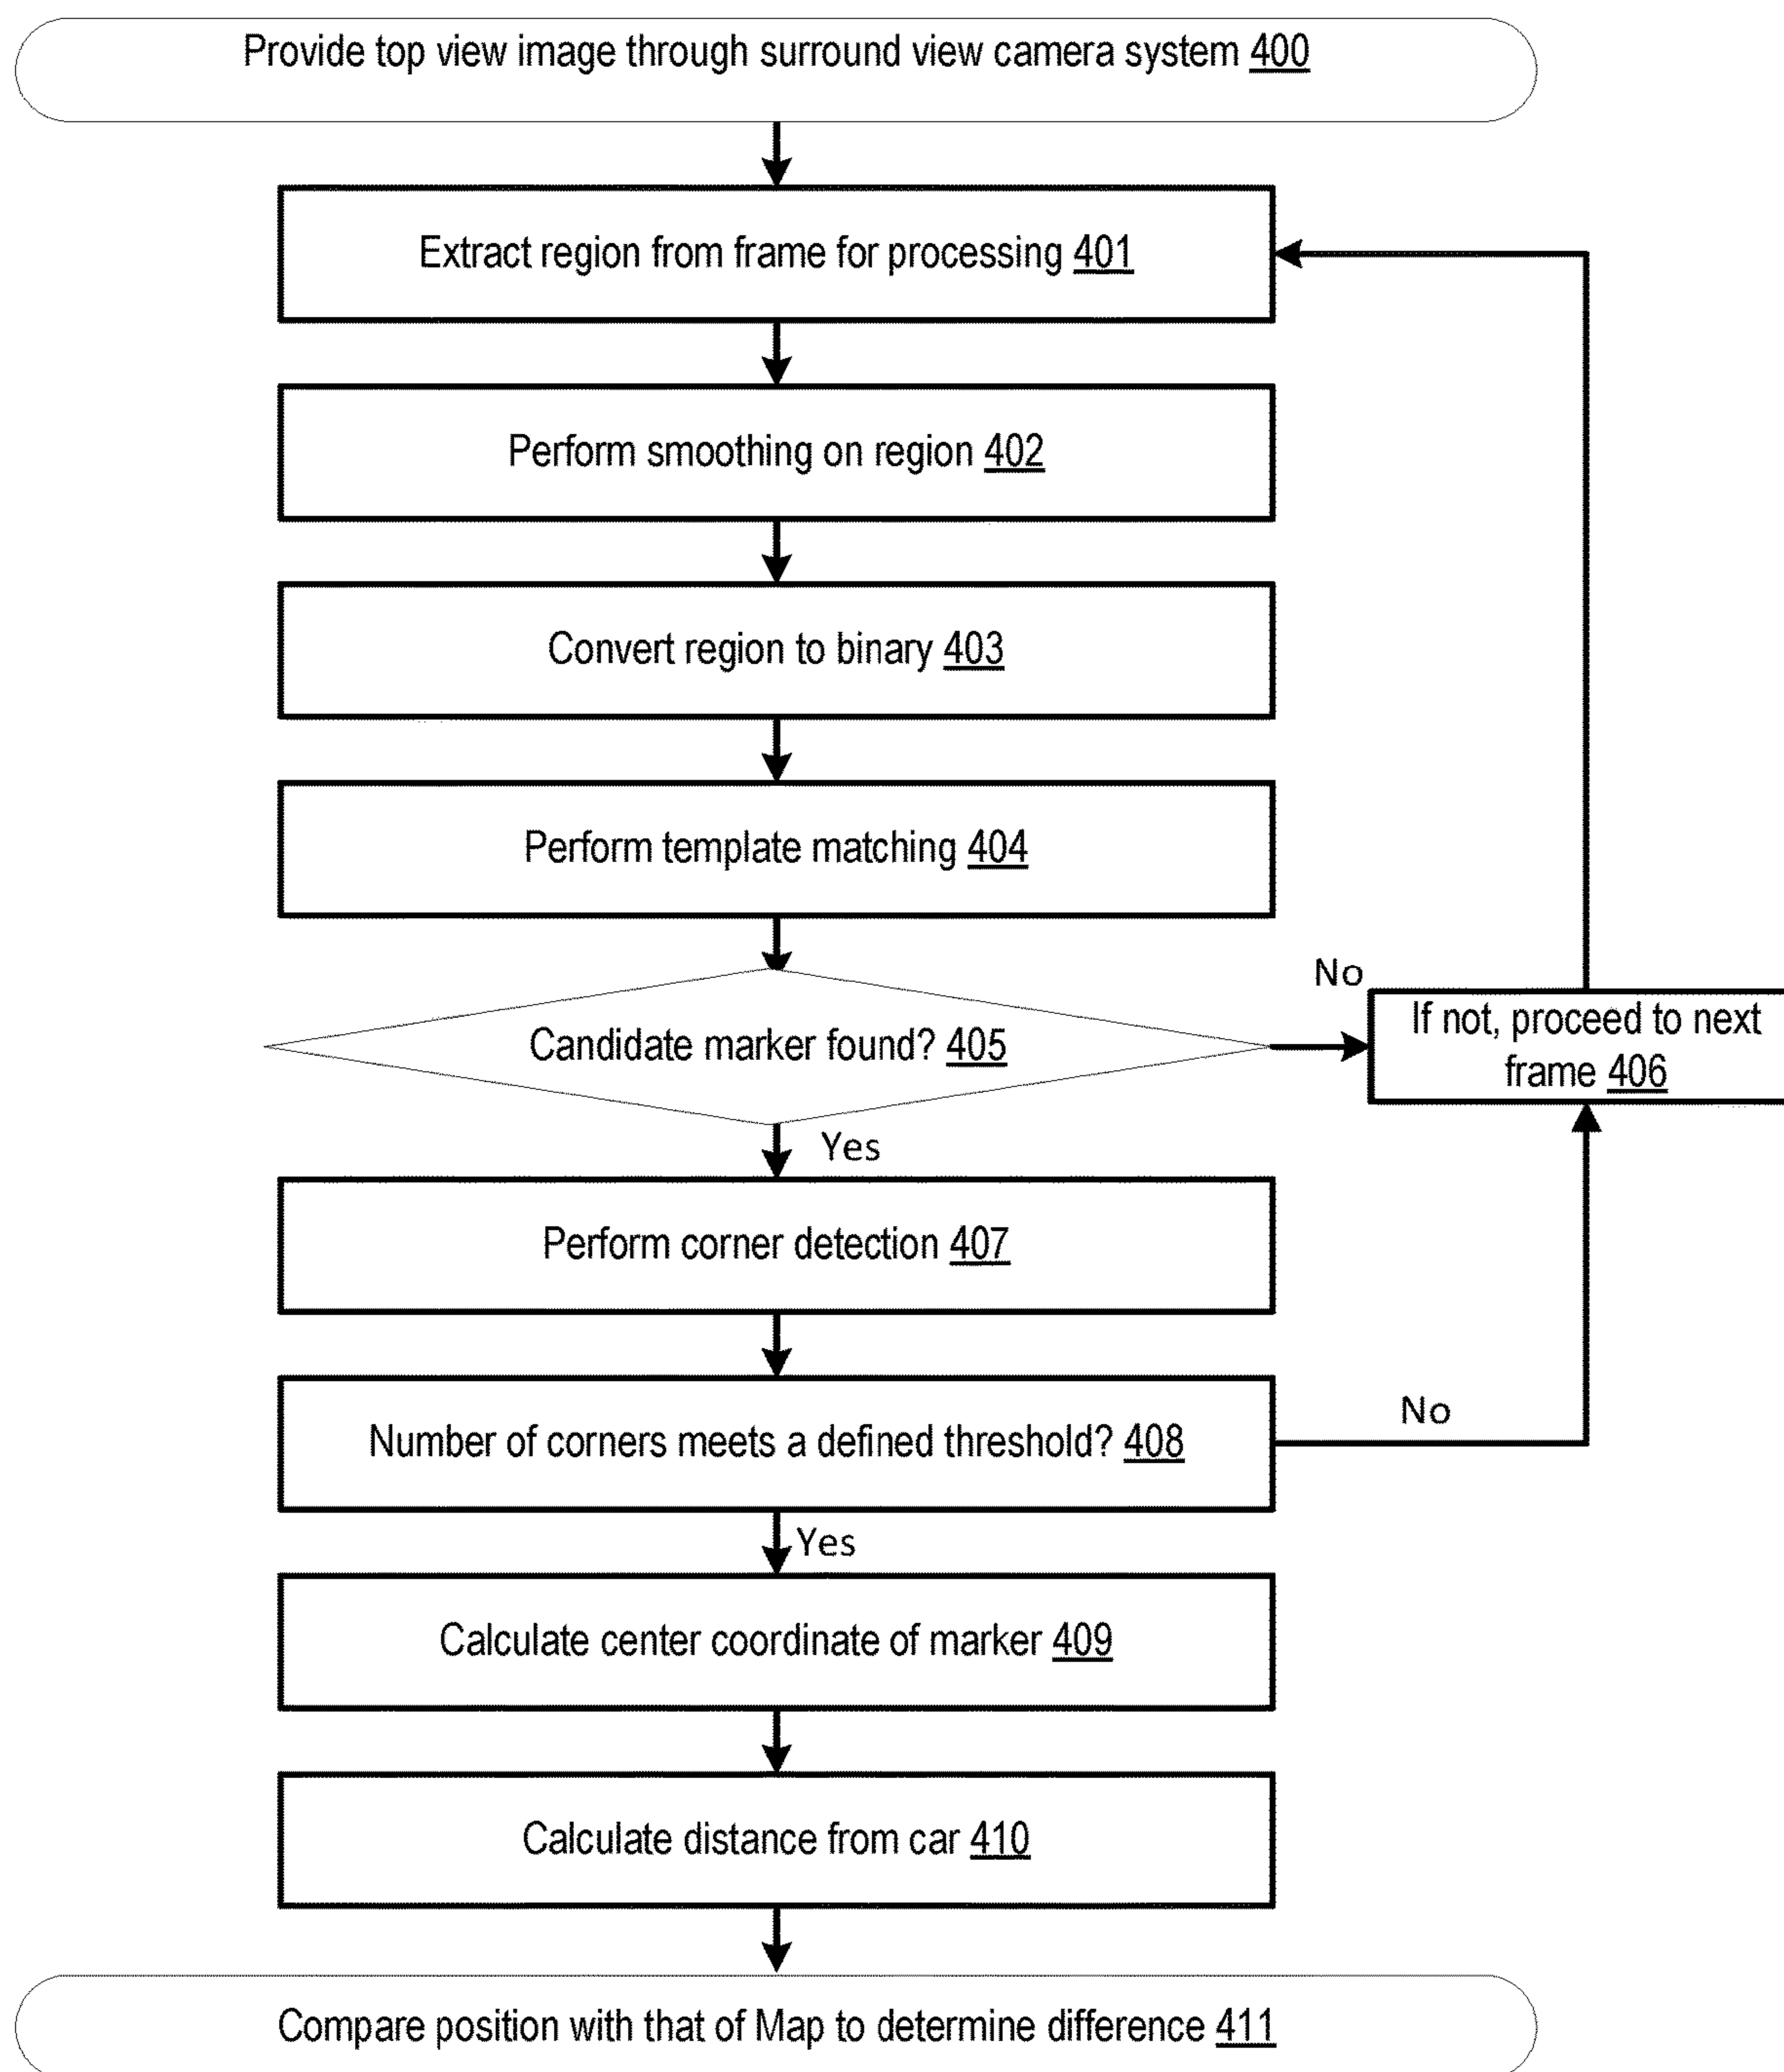 Provide top view image through surround view camera system 400
Extract region from frame for processing 401
Perform smoothing on region 402
Convert region to binary 403
Perform template matching 404
Candidate marker found? 405
No
If not, proceed to next
frame 406
Yes
Perform corner detection 407
Number of corners meets a defined threshold? 408
No
Yes
Calculate center coordinate of marker 409
Calculate distance from car 410
Compare position with that of Map to determine difference 411